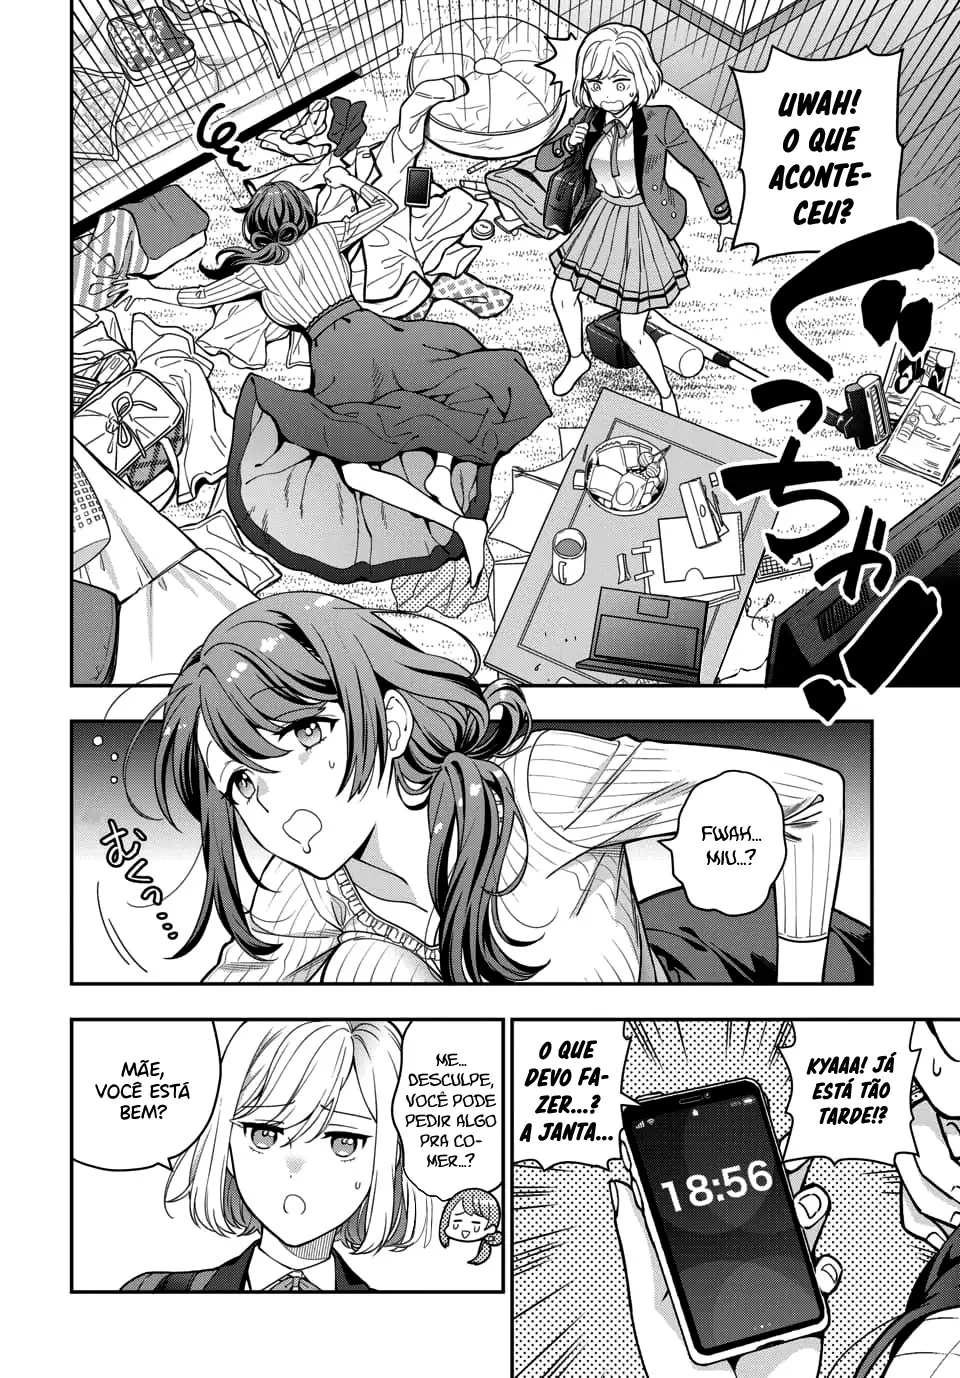 UWAH!
O QUE
ACONTE-
CEU?
ぐっちゃ!
むくっ...
FWAH...
MIU...?
KYAAA! JÁ
ESTÁ TÃO
TARDE!?
O QUE
DEVO FA-
ZER...?
A JANTA...
18:56
ME...
DESCULPE,
VOCÊ PODE
PEDIR ALGO
PRA CO-
MER...?
MÃE,
VOCÊ ESTÁ
BEM?